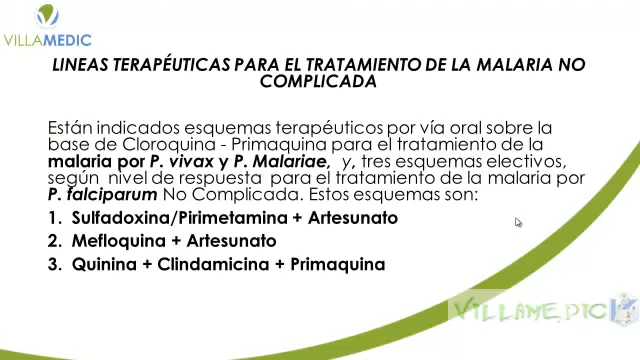 VILLAMEDIC
LINEAS TERAPÉUTICAS PARA EL TRATAMIENTO DE LA MALARIA NO
COMPLICADA
Están indicados esquemas terapéuticos por vía oral sobre la
base de Cloroquina - Primaquina para el tratamiento de la
malaria por P. vivax y P. Malariae, y, tres esquemas electivos,
según nivel de respuesta para el tratamiento de la malaria por
P. falciparum No Complicada. Estos esquemas son:
1. Sulfadoxina/Pirimetamina + Artesunato
2. Mefloquina + Artesunato
3. Quinina + Clindamicina + Primaquina
VILLAMEDIC